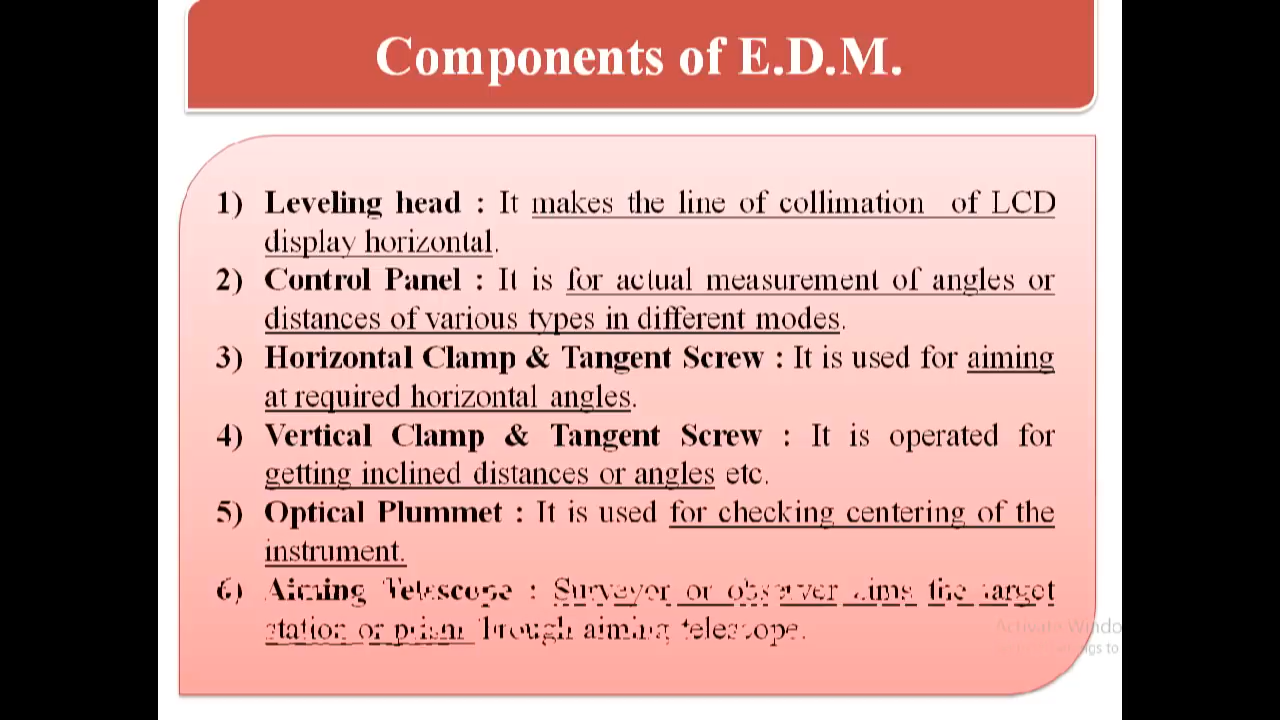 Components of E.D.M.
1) Leveling head : It makes the line of collimation of LCD
display horizontal.
2) Control Panel : It is for actual measurement of angles or
distances of various types in different modes.
3) Horizontal Clamp & Tangent Screw : It is used for aiming
at required horizontal angles.
4) Vertical Clamp & Tangent Screw : It is operated for
getting inclined distances or angles etc.
5) Optical Plummet : It is used for checking centering of the
instrument.
6) Aiming Telescope : Surveyor or observer aims the target
station or prism through aiming telescope.
Activate Windo
ngs to